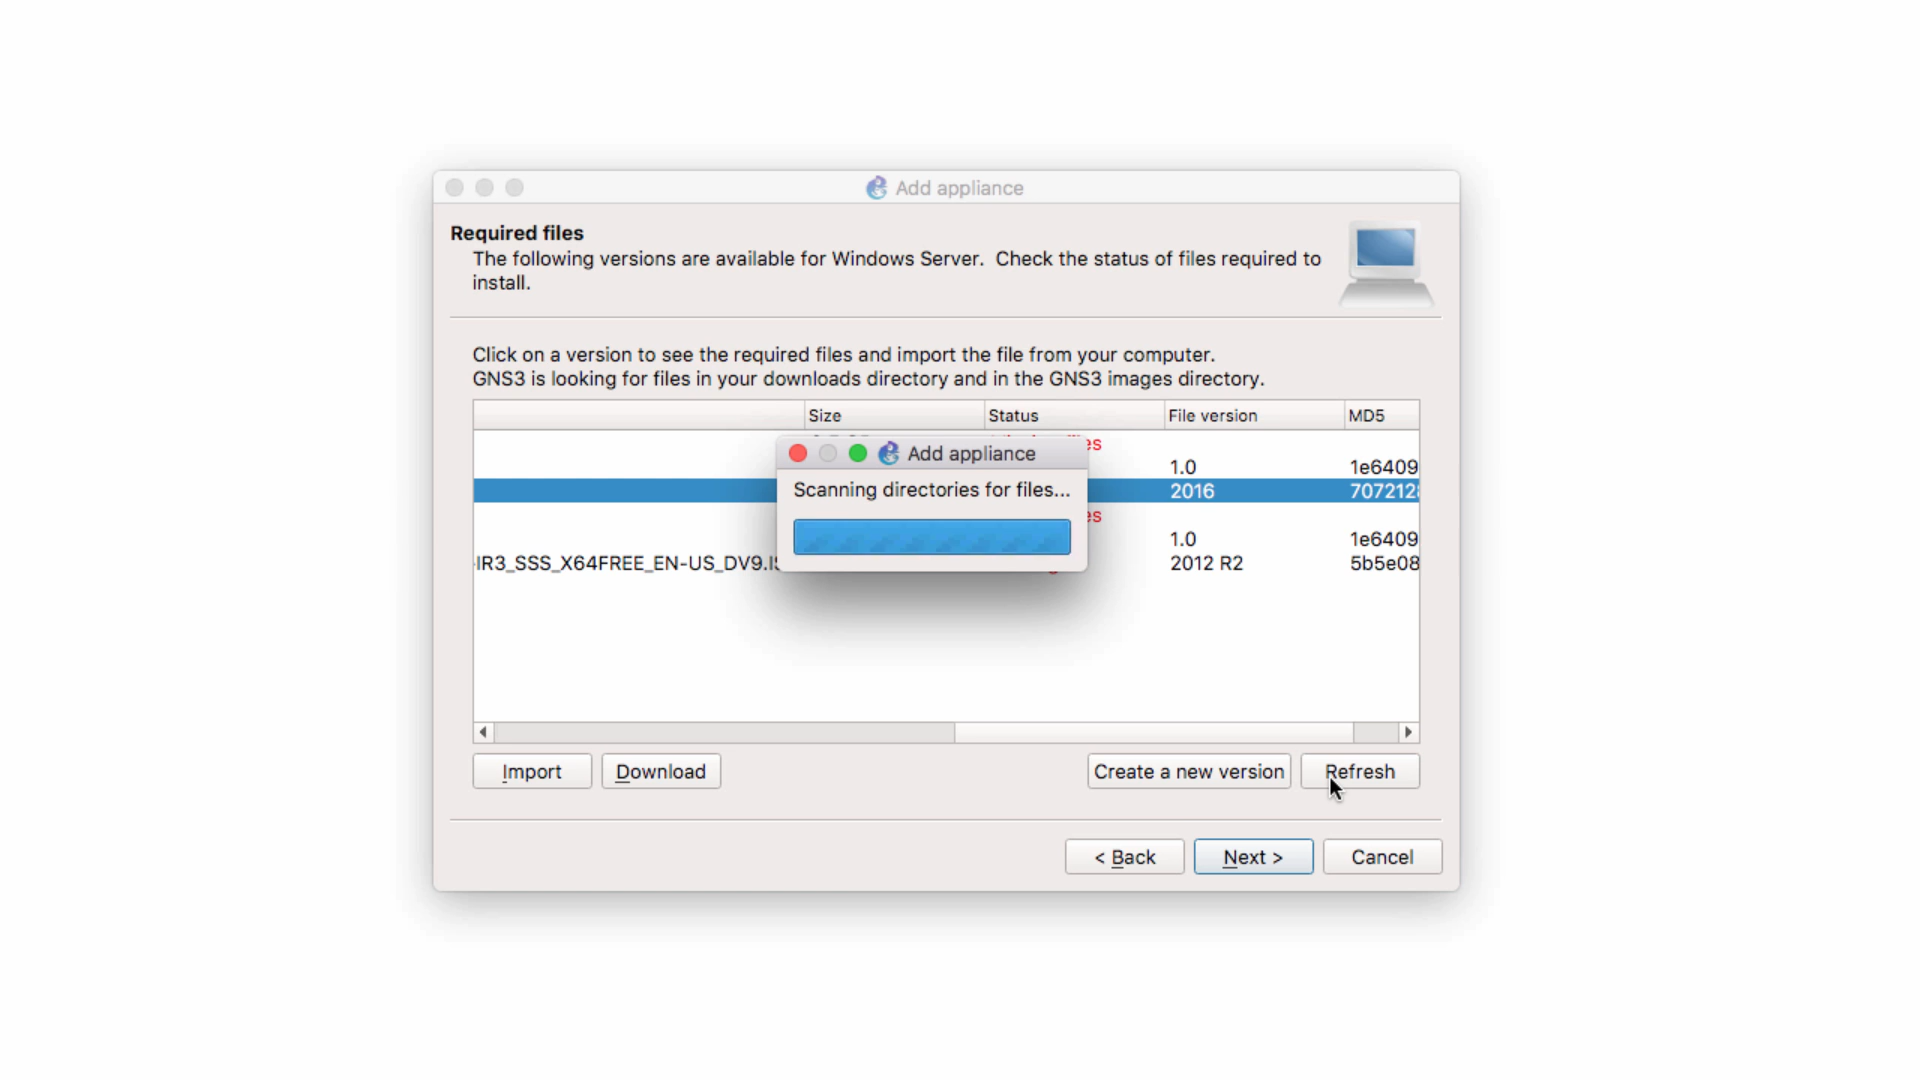 Add appliance
Required files
The following versions are available for Windows Server. Check the status of files required to
install.
Click on a version to see the required files and import the file from your computer.
GNS3 is looking for files in your downloads directory and in the GNS3 images directory.
Size Status File version MD5
Add appliance
1.0 1e6409
Scanning directories for files...
2016 707212
1.0 1e6409
IR3_SSS_X64FREE_EN-US_DV9.I 2012 R2 5b5e08
Import Download Create a new version Refresh
< Back Next > Cancel